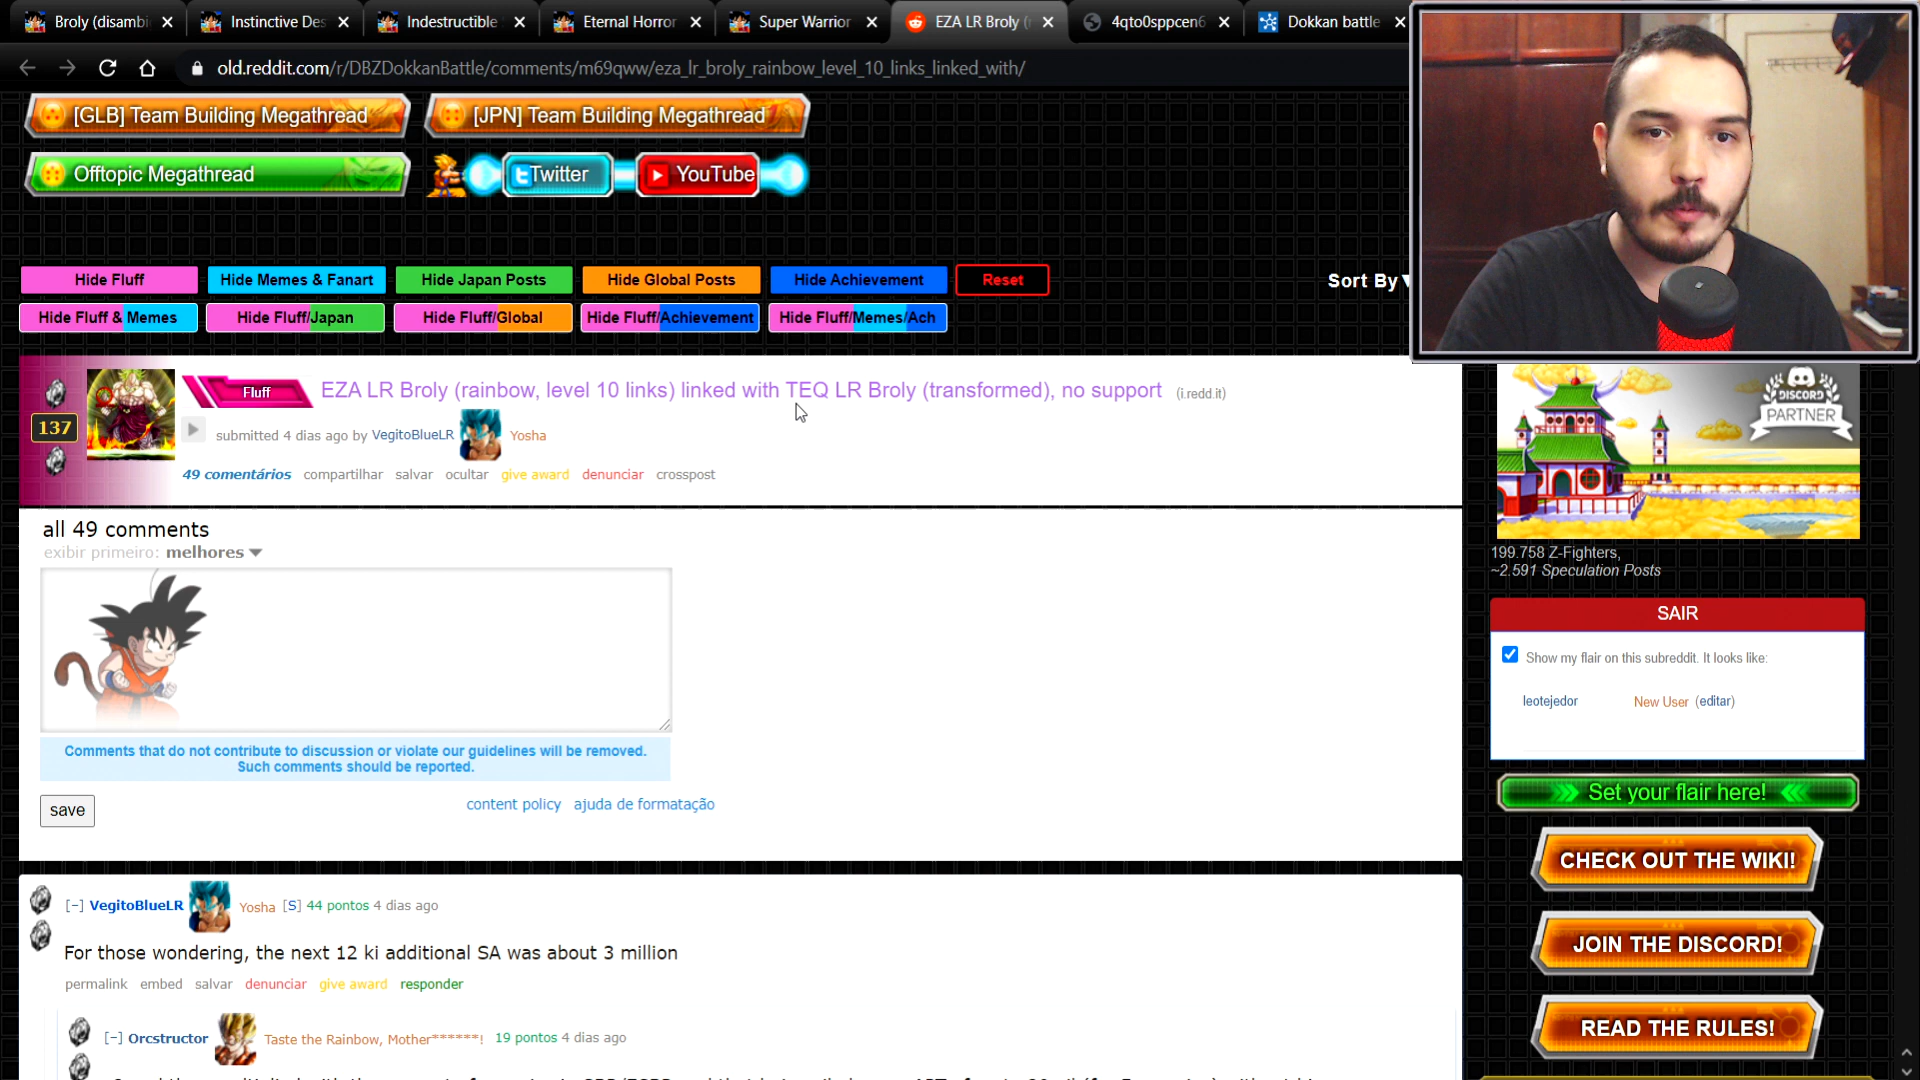 Broly (disambi
Instinctive Des
Indestructible
Eternal Horror
Super Warrior
EZA LR Broly (r
4qto0sppcen6
Dokkan battle
old.reddit.com/r/DBZDokkanBattle/comments/m69qww/eza_lr_broly_rainbow_level_10_links_linked_with/
[GLB] Team Building Megathread
[JPN] Team Building Megathread
Offtopic Megathread
Twitter
YouTube
Hide Fluff
Hide Memes & Fanart
Hide Japan Posts
Hide Global Posts
Hide Achievement
Reset
Sort By▼
Hide Fluff & Memes
Hide Fluff/Japan
Hide Fluff/Global
Hide Fluff/Achievement
Hide Fluff/Memes/Ach
137
Fluff
EZA LR Broly (rainbow, level 10 links) linked with TEQ LR Broly (transformed), no support (i.redd.it)
submitted 4 dias ago by VegitoBlueLR Yosha
49 comentários compartilhar salvar ocultar give award denunciar crosspost
DISCORD
PARTNER
all 49 comments
exibir primeiro: melhores
199.758 Z-Fighters,
~2.591 Speculation Posts
SAIR
Show my flair on this subreddit. It looks like:
leotejedor New User (editar)
Comments that do not contribute to discussion or violate our guidelines will be removed.
Such comments should be reported.
save
content policy ajuda de formatação
Set your flair here!
CHECK OUT THE WIKI!
JOIN THE DISCORD!
READ THE RULES!
[–] VegitoBlueLR Yosha [S] 44 pontos 4 dias ago
For those wondering, the next 12 ki additional SA was about 3 million
permalink embed salvar denunciar give award responder
[–] Orcstructor Taste the Rainbow, Mother******! 19 pontos 4 dias ago